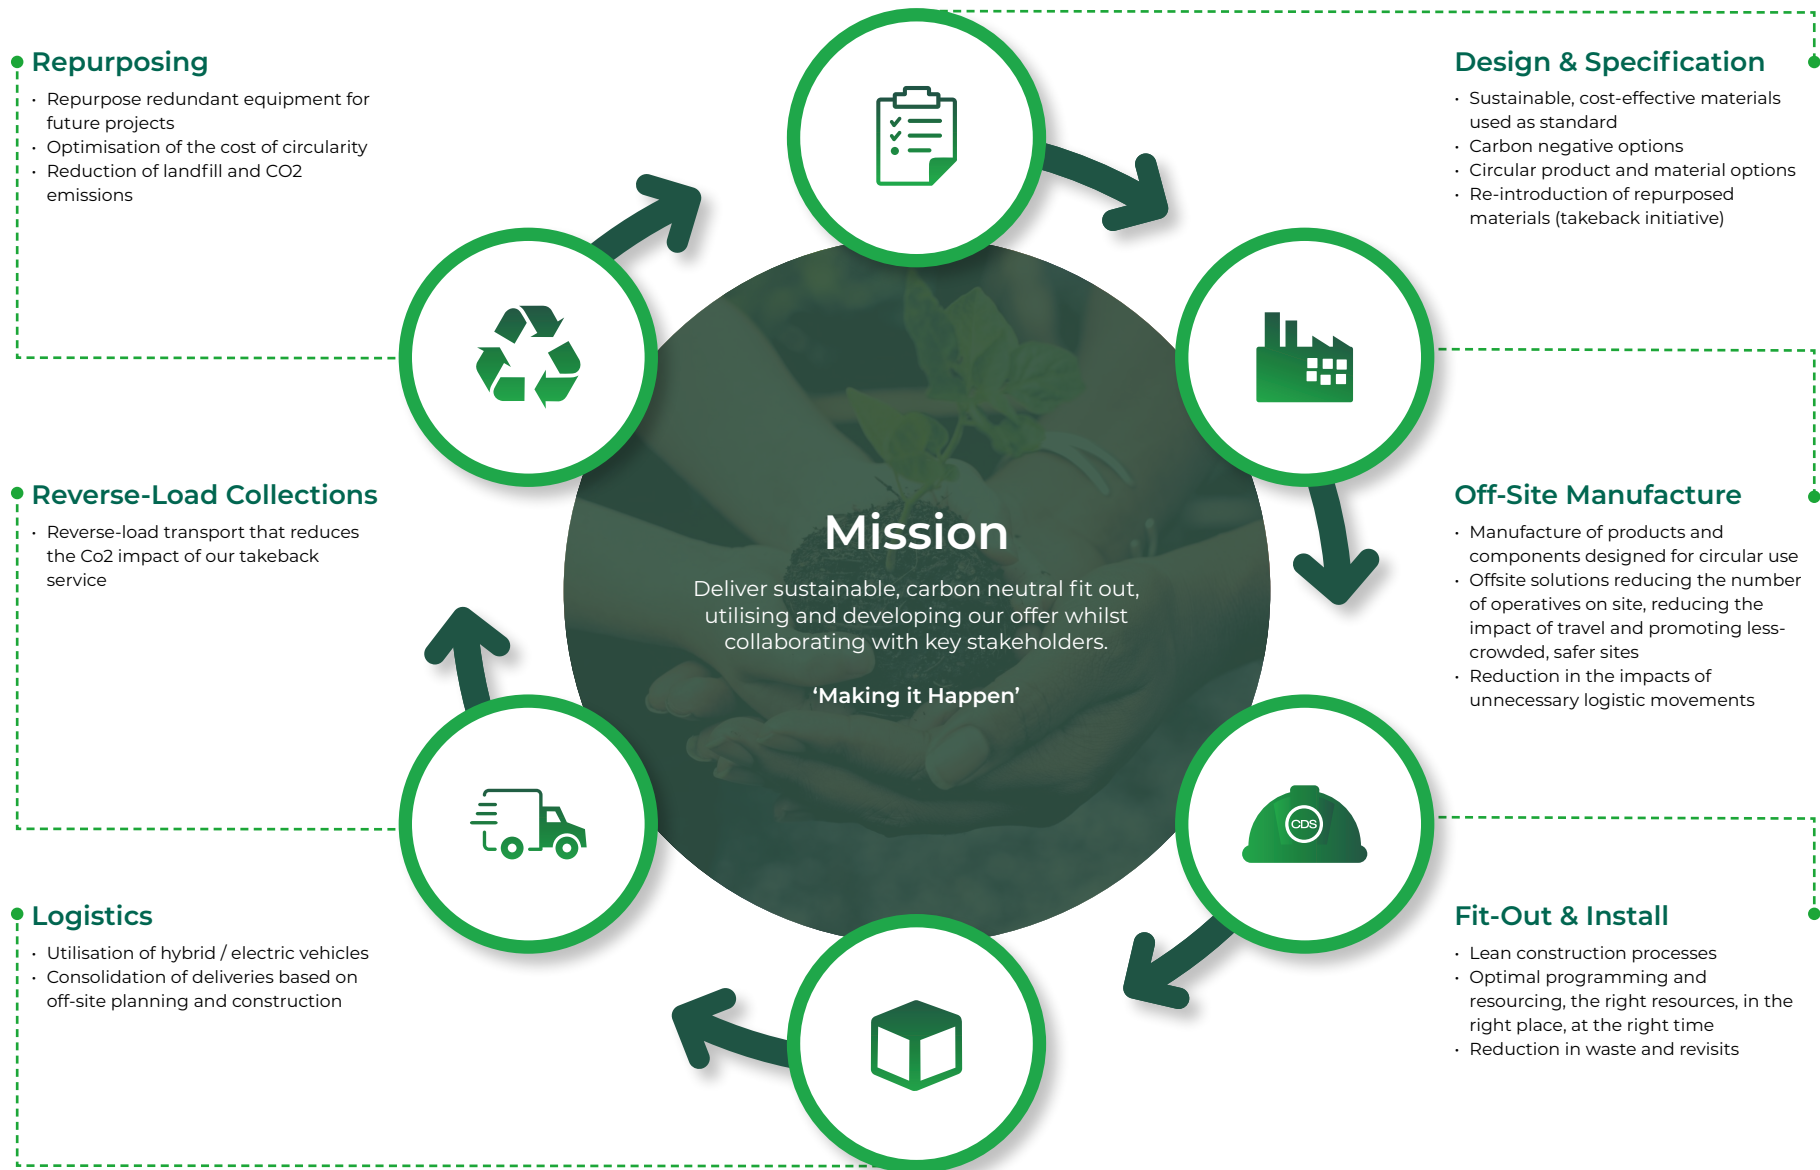 Repurposing
• Repurpose redundant equipment for
future projects
• Optimisation of the cost of circularity
• Reduction of landfill and CO2
emissions
Design & Specification
• Sustainable, cost-effective materials
used as standard
• Carbon negative options
• Circular product and material options
• Re-introduction of repurposed
materials (takeback initiative)
Reverse-Load Collections
• Reverse-load transport that reduces
the Co2 impact of our takeback
service
Mission
Deliver sustainable, carbon neutral fit out,
utilising and developing our offer whilst
collaborating with key stakeholders.
‘Making it Happen’
Off-Site Manufacture
• Manufacture of products and
components designed for circular use
• Offsite solutions reducing the number
of operatives on site, reducing the
impact of travel and promoting less-
crowded, safer sites
• Reduction in the impacts of
unnecessary logistic movements
CDS
Logistics
• Utilisation of hybrid / electric vehicles
• Consolidation of deliveries based on
off-site planning and construction
Fit-Out & Install
• Lean construction processes
• Optimal programming and
resourcing, the right resources, in the
right place, at the right time
• Reduction in waste and revisits